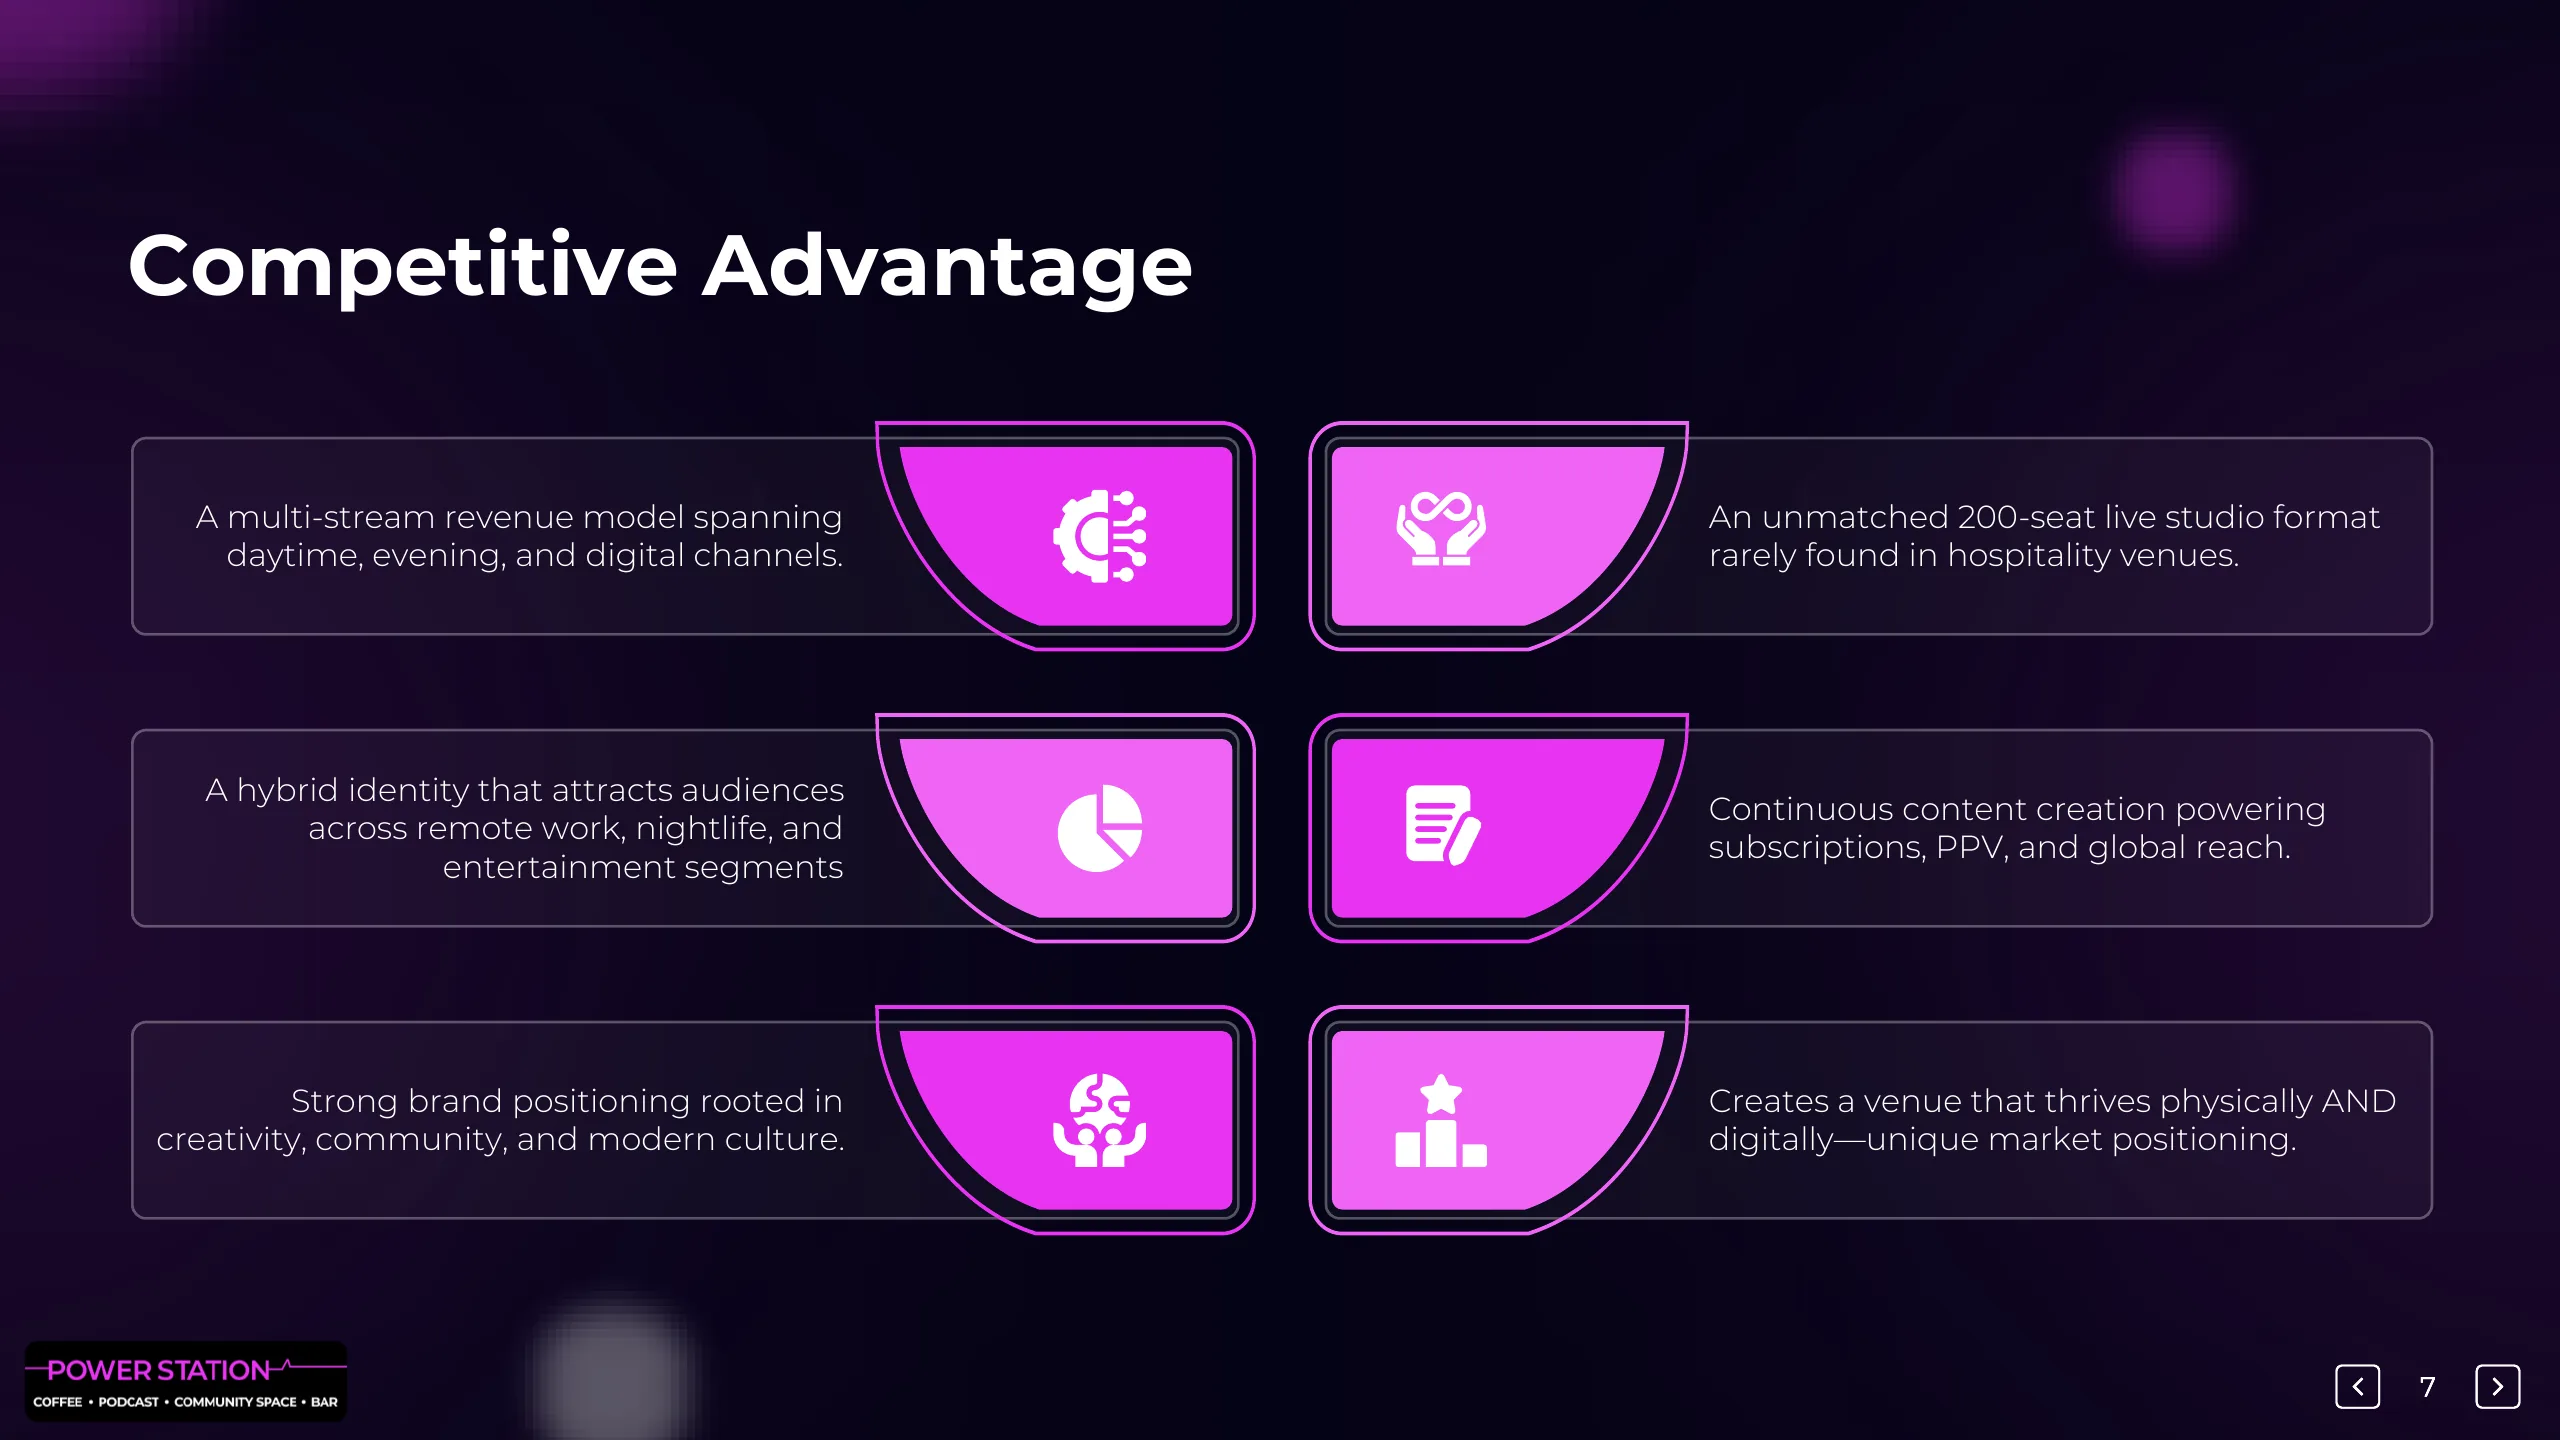 Competitive Advantage
A multi-stream revenue model spanning
daytime, evening, and digital channels.
An unmatched 200-seat live studio format
rarely found in hospitality venues.
A hybrid identity that attracts audiences
across remote work, nightlife, and
entertainment segments
Continuous content creation powering
subscriptions, PPV, and global reach.
Strong brand positioning rooted in
creativity, community, and modern culture.
Creates a venue that thrives physically AND
digitally—unique market positioning.
POWER STATION
COFFEE • PODCAST • COMMUNITY SPACE • BAR
7